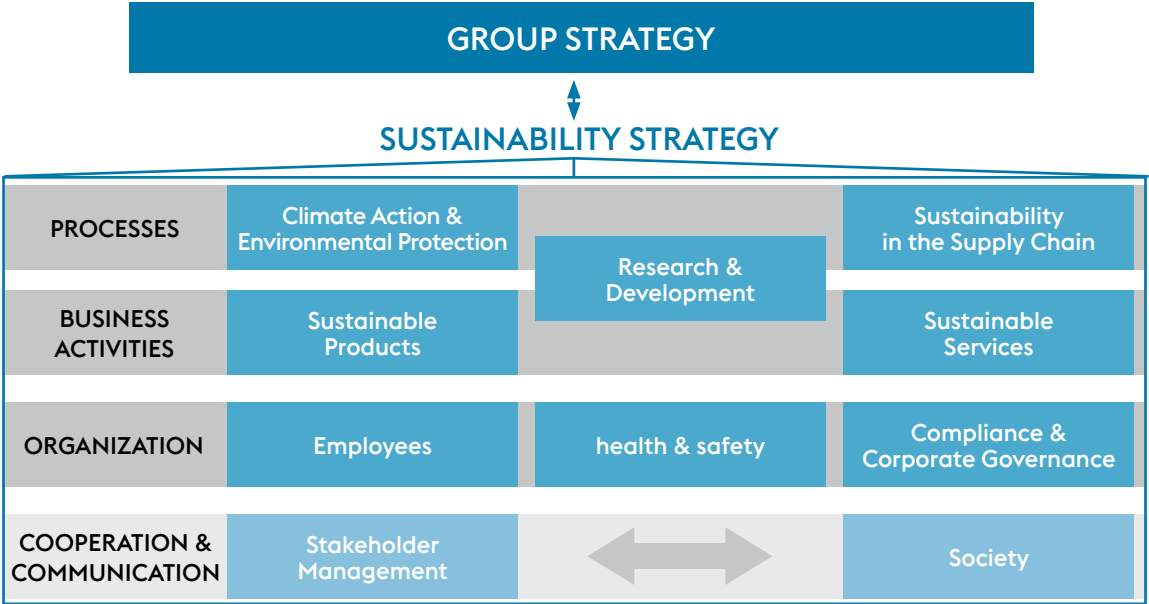 GROUP STRATEGY
SUSTAINABILITY STRATEGY
PROCESSES
Climate Action &
Environmental Protection
Research &
Development
Sustainability
in the Supply Chain
BUSINESS
ACTIVITIES
Sustainable
Products
Sustainable
Services
ORGANIZATION
Employees
health & safety
Compliance &
Corporate Governance
COOPERATION &
COMMUNICATION
Stakeholder
Management
Society